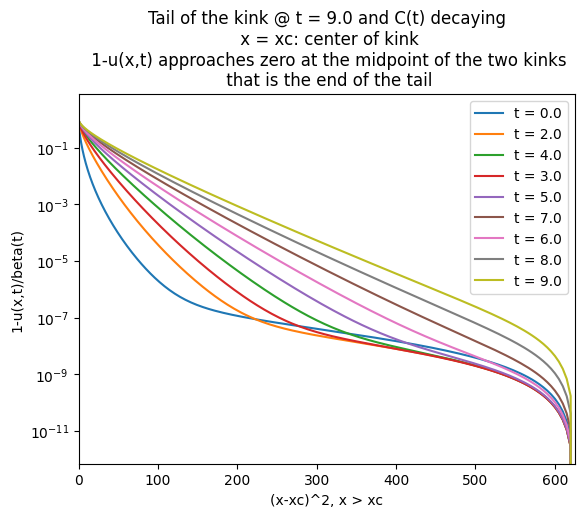 Tail of the kink @ t = 9.0 and C(t) decaying
x = xc: center of kink
1-u(x,t) approaches zero at the midpoint of the two kinks
that is the end of the tail
1-u(x,t)/beta(t)
10⁻¹
10⁻³
10⁻⁵
10⁻⁷
10⁻⁹
10⁻¹¹
t = 0.0
t = 2.0
t = 4.0
t = 3.0
t = 5.0
t = 7.0
t = 6.0
t = 8.0
t = 9.0
0 100 200 300 400 500 600
(x-xc)^2, x > xc